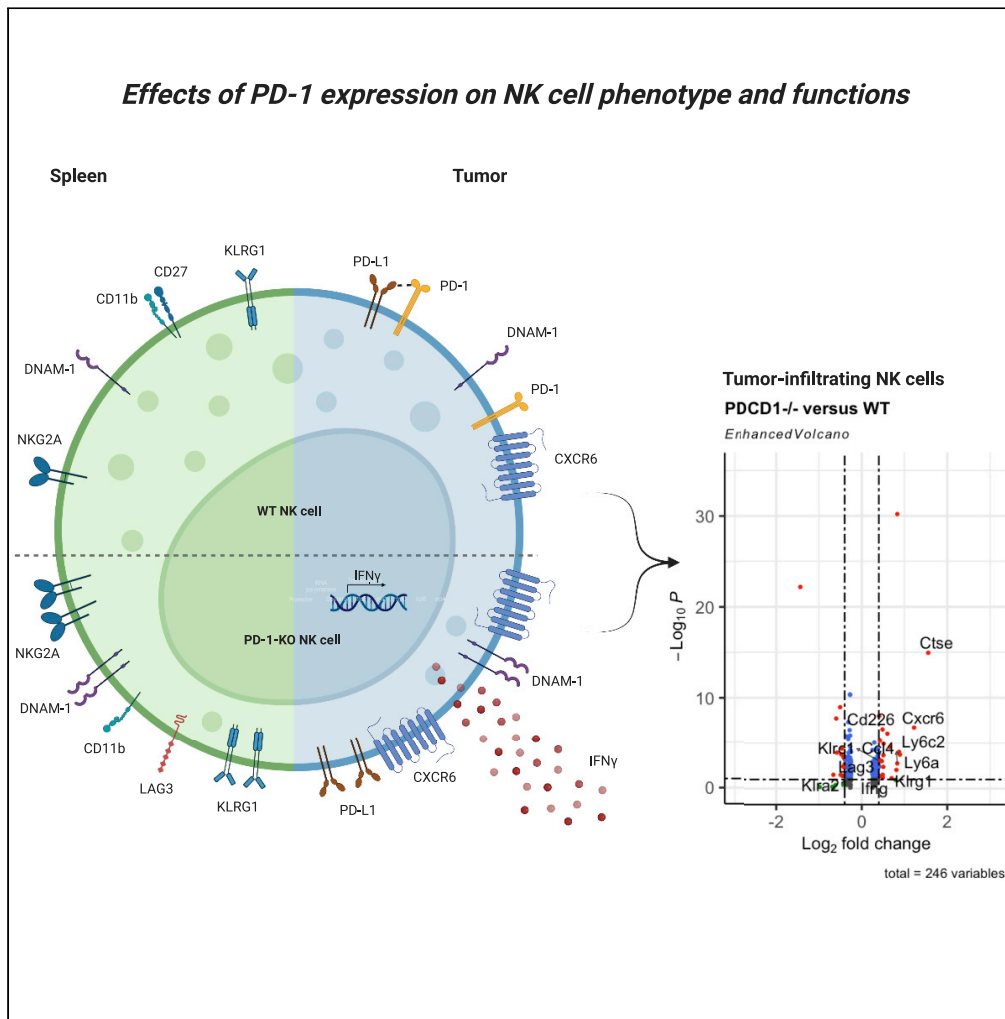 Effects of PD-1 expression on NK cell phenotype and functions
Spleen
Tumor
KLRG1
CD27
CD11b
DNAM-1
NKG2A
PD-L1
PD-1
DNAM-1
PD-1
CXCR6
WT NK cell
IFNγ
PD-1-KO NK cell
NKG2A
DNAM-1
CD11b
LAG3
KLRG1
PD-L1
CXCR6
DNAM-1
IFNγ
Tumor-infiltrating NK cells
PDCD1-/- versus WT
EnhancedVolcano
30
20
10
0
-Log10 P
Ctse
Cd226
Cxcr6
Klrc1
Ccl4
Ly6c2
Lag3
Ly6a
Klrg1
Ifng
-2
0
2
Log2 fold change
total = 246 variables